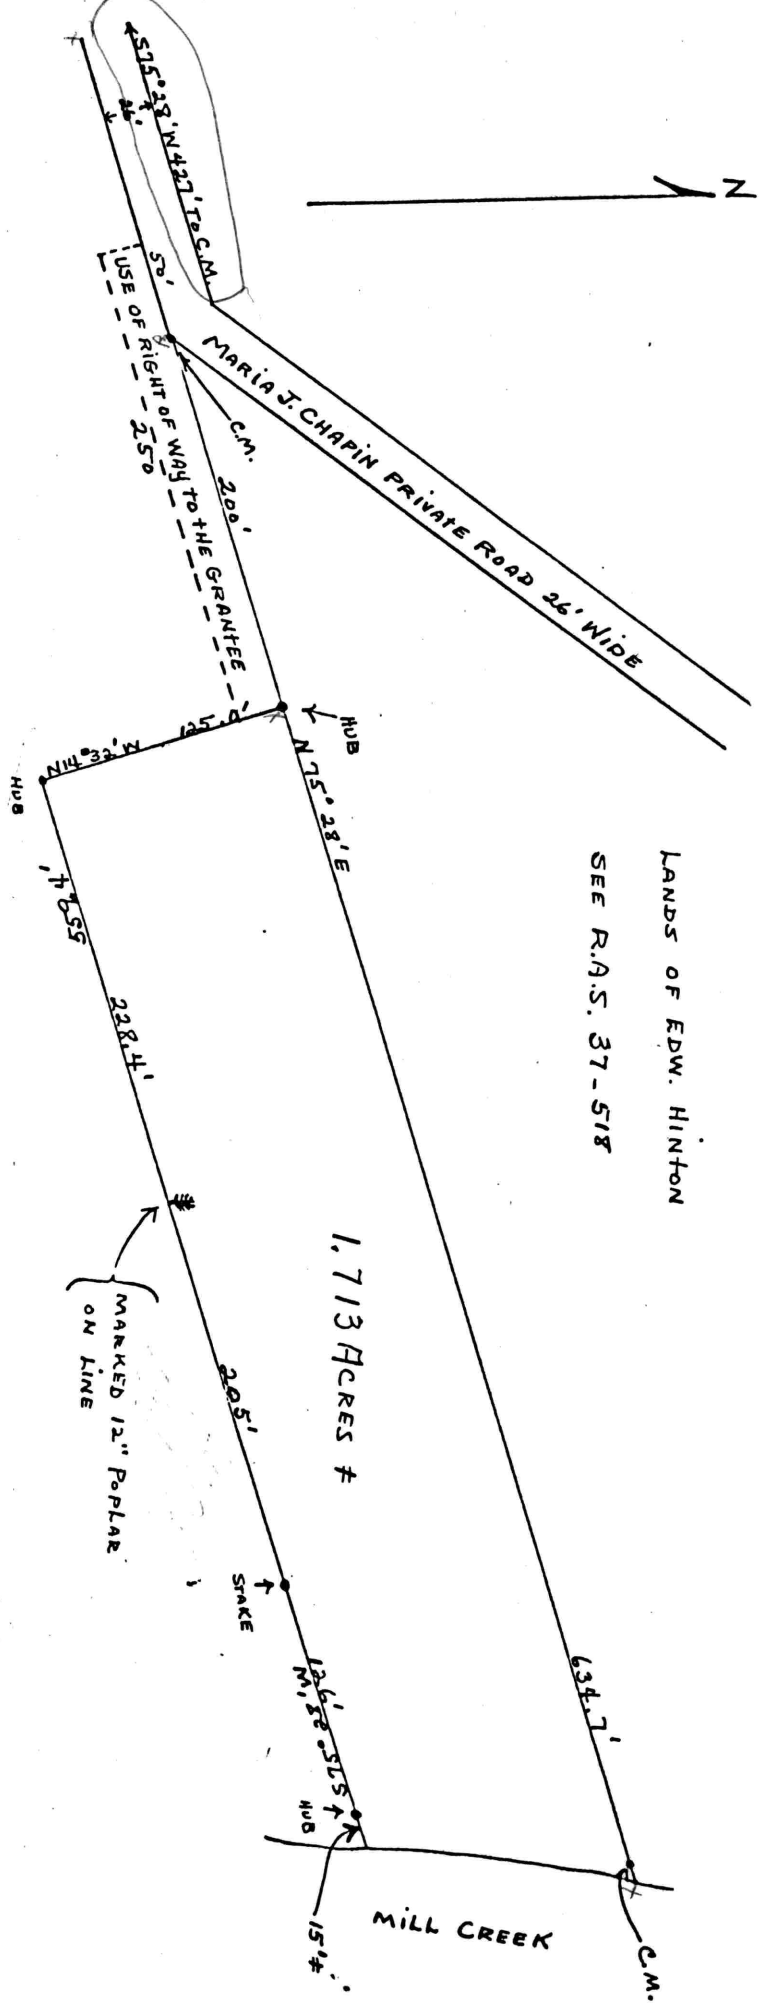 N
S75°28'W 427' TO C.M.
26'
50'
MARIA J. CHAPIN PRIVATE ROAD 26' WIDE
C.M.
200'
USE OF RIGHT OF WAY TO THE GRANTEE
250
HUB
N 75° 28' E
634.7'
C.M.
LANDS OF EDW. HINTON
SEE R.A.S. 37-518
N14°32'W 125.0'
HUB
559.4'
228.4'
1.713 ACRES ±
MARKED 12" POPLAR
ON LINE
205'
STAKE
126'
S75°28'W
HUB
15'±
MILL CREEK